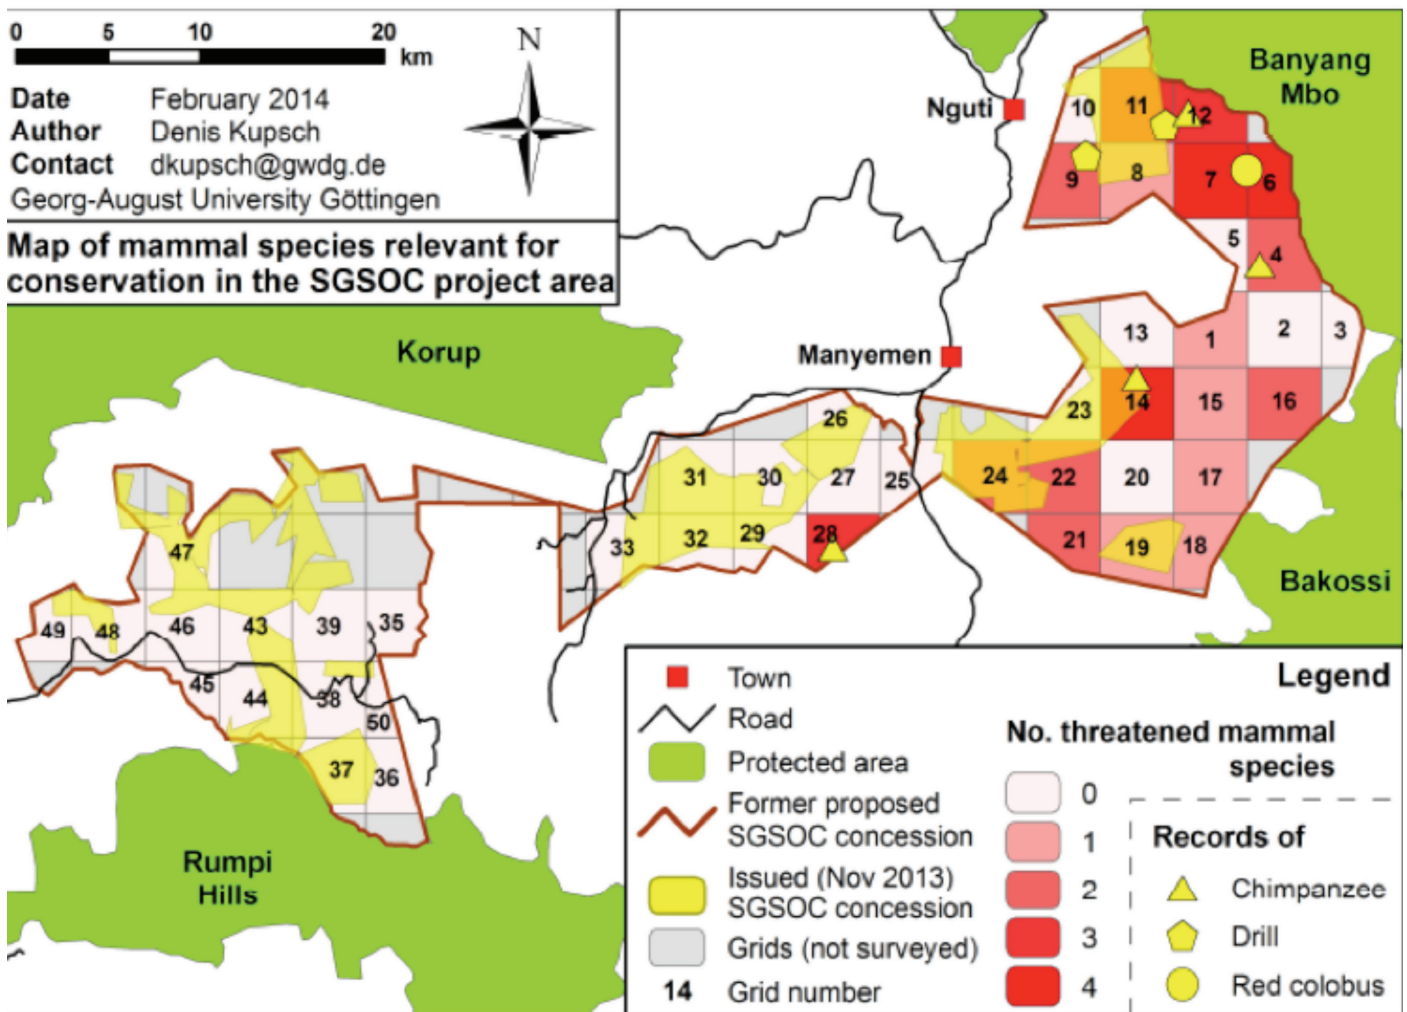 0 5 10 20
km
N
Date February 2014
Author Denis Kupsch
Contact dkupsch@gwdg.de
Georg-August University Göttingen
Map of mammal species relevant for
conservation in the SGSOC project area
Banyang
Mbo
Nguti
10 11 12
9 8 7 6
5 4
Korup
Manyemen
13 1 2 3
26 23 14 15 16
31 30 27 25 24 22 20 17
47 33 32 29 28 21 19 18
Bakossi
49 48 46 43 39 35
45 44 38 50
37 36
Rumpi
Hills
Legend
Town
Road
Protected area
Former proposed
SGSOC concession
Issued (Nov 2013)
SGSOC concession
Grids (not surveyed)
14 Grid number
No. threatened mammal
species
0
1
2
3
4
Records of
Chimpanzee
Drill
Red colobus